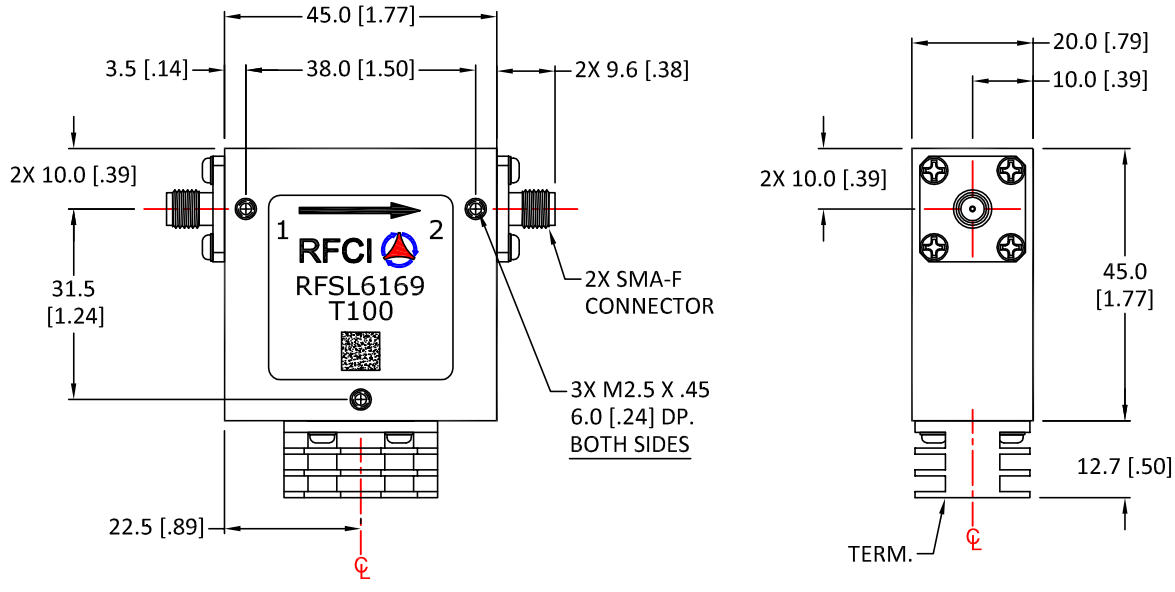 45.0 [1.77]
3.5 [.14]
38.0 [1.50]
2X 9.6 [.38]
2X 10.0 [.39]
31.5
[1.24]
1
2
RFCI
RFSL6169
T100
2X SMA-F
CONNECTOR
3X M2.5 X .45
6.0 [.24] DP.
BOTH SIDES
22.5 [.89]
CL
20.0 [.79]
10.0 [.39]
2X 10.0 [.39]
45.0
[1.77]
12.7 [.50]
TERM.
CL